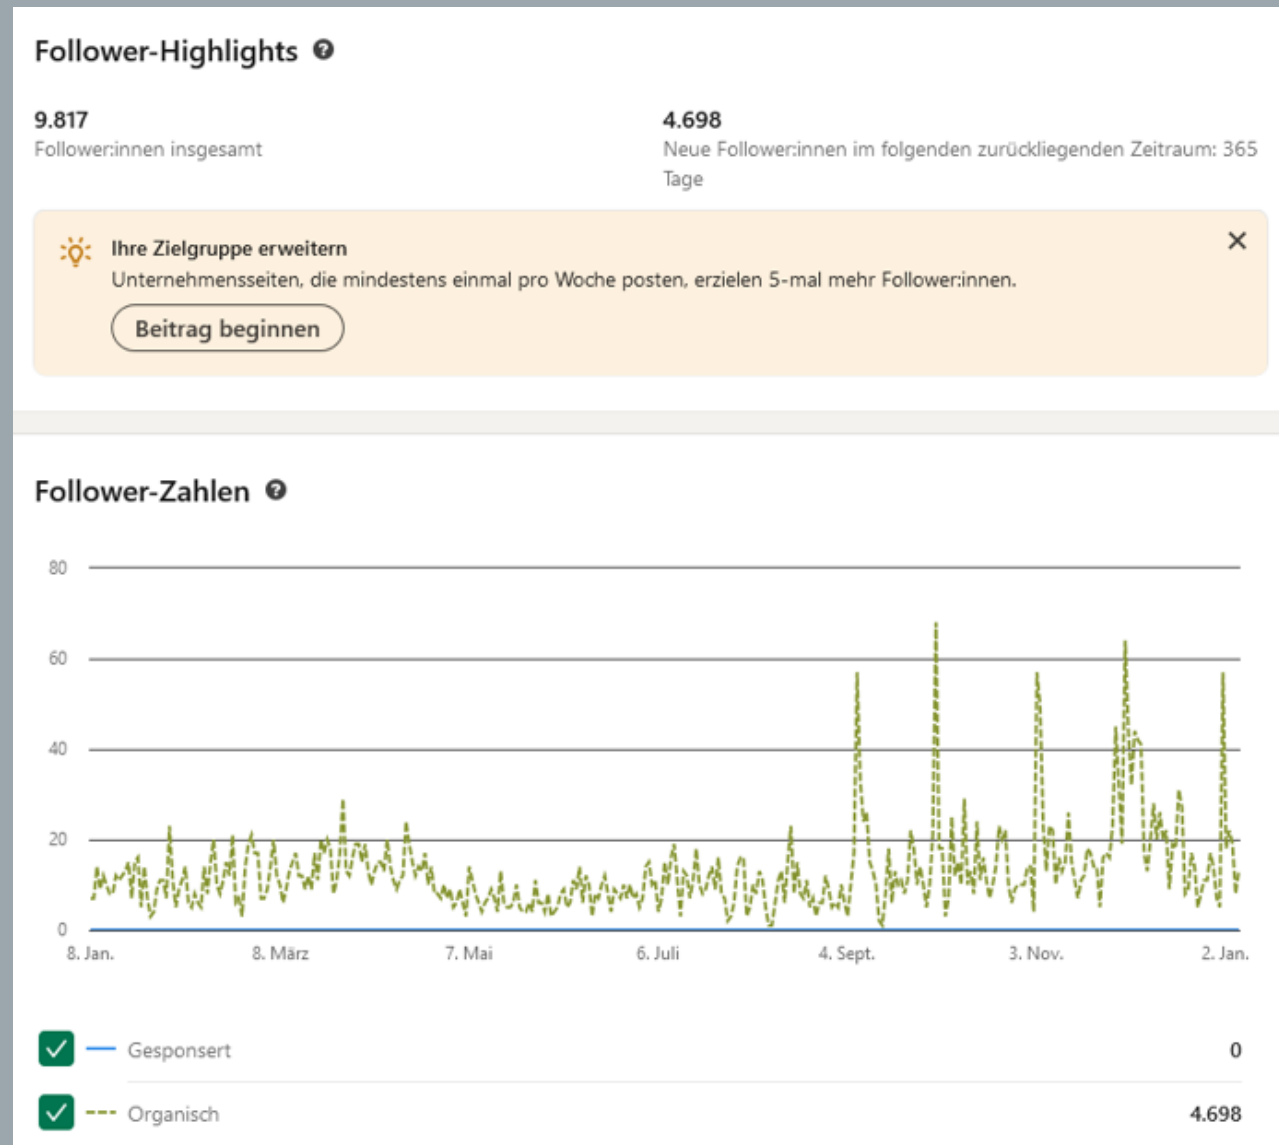 Follower-Highlights
9.817
Follower:innen insgesamt
4.698
Neue Follower:innen im folgenden zurückliegenden Zeitraum: 365
Tage
Ihre Zielgruppe erweitern
Unternehmensseiten, die mindestens einmal pro Woche posten, erzielen 5-mal mehr Follower:innen.
Beitrag beginnen
Follower-Zahlen
80
60
40
20
0
8. Jan.
8. März
7. Mai
6. Juli
4. Sept.
3. Nov.
2. Jan.
Gesponsert
0
Organisch
4.698